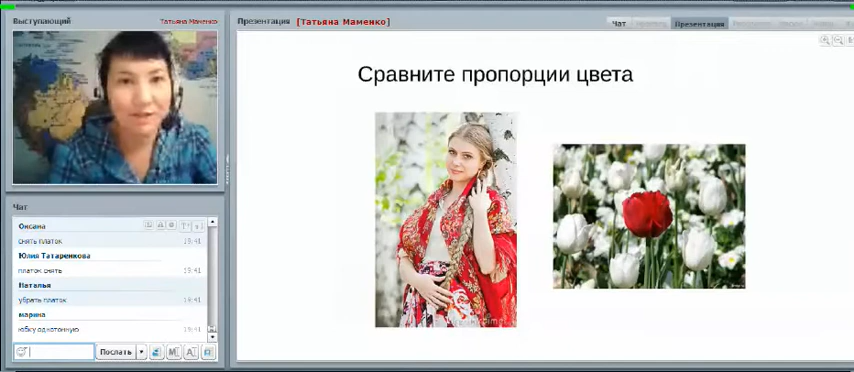 Выступающий
Татьяна Маменко
Презентация [Татьяна Маменко]
Чат
Презентация
Сравните пропорции цвета
Чат
Оксана
снять платок 19:41
Юлия Татаренкова
платок снять 19:41
Наталья
убрать платок 19:41
марина
юбку однотонную 19:41
Послать